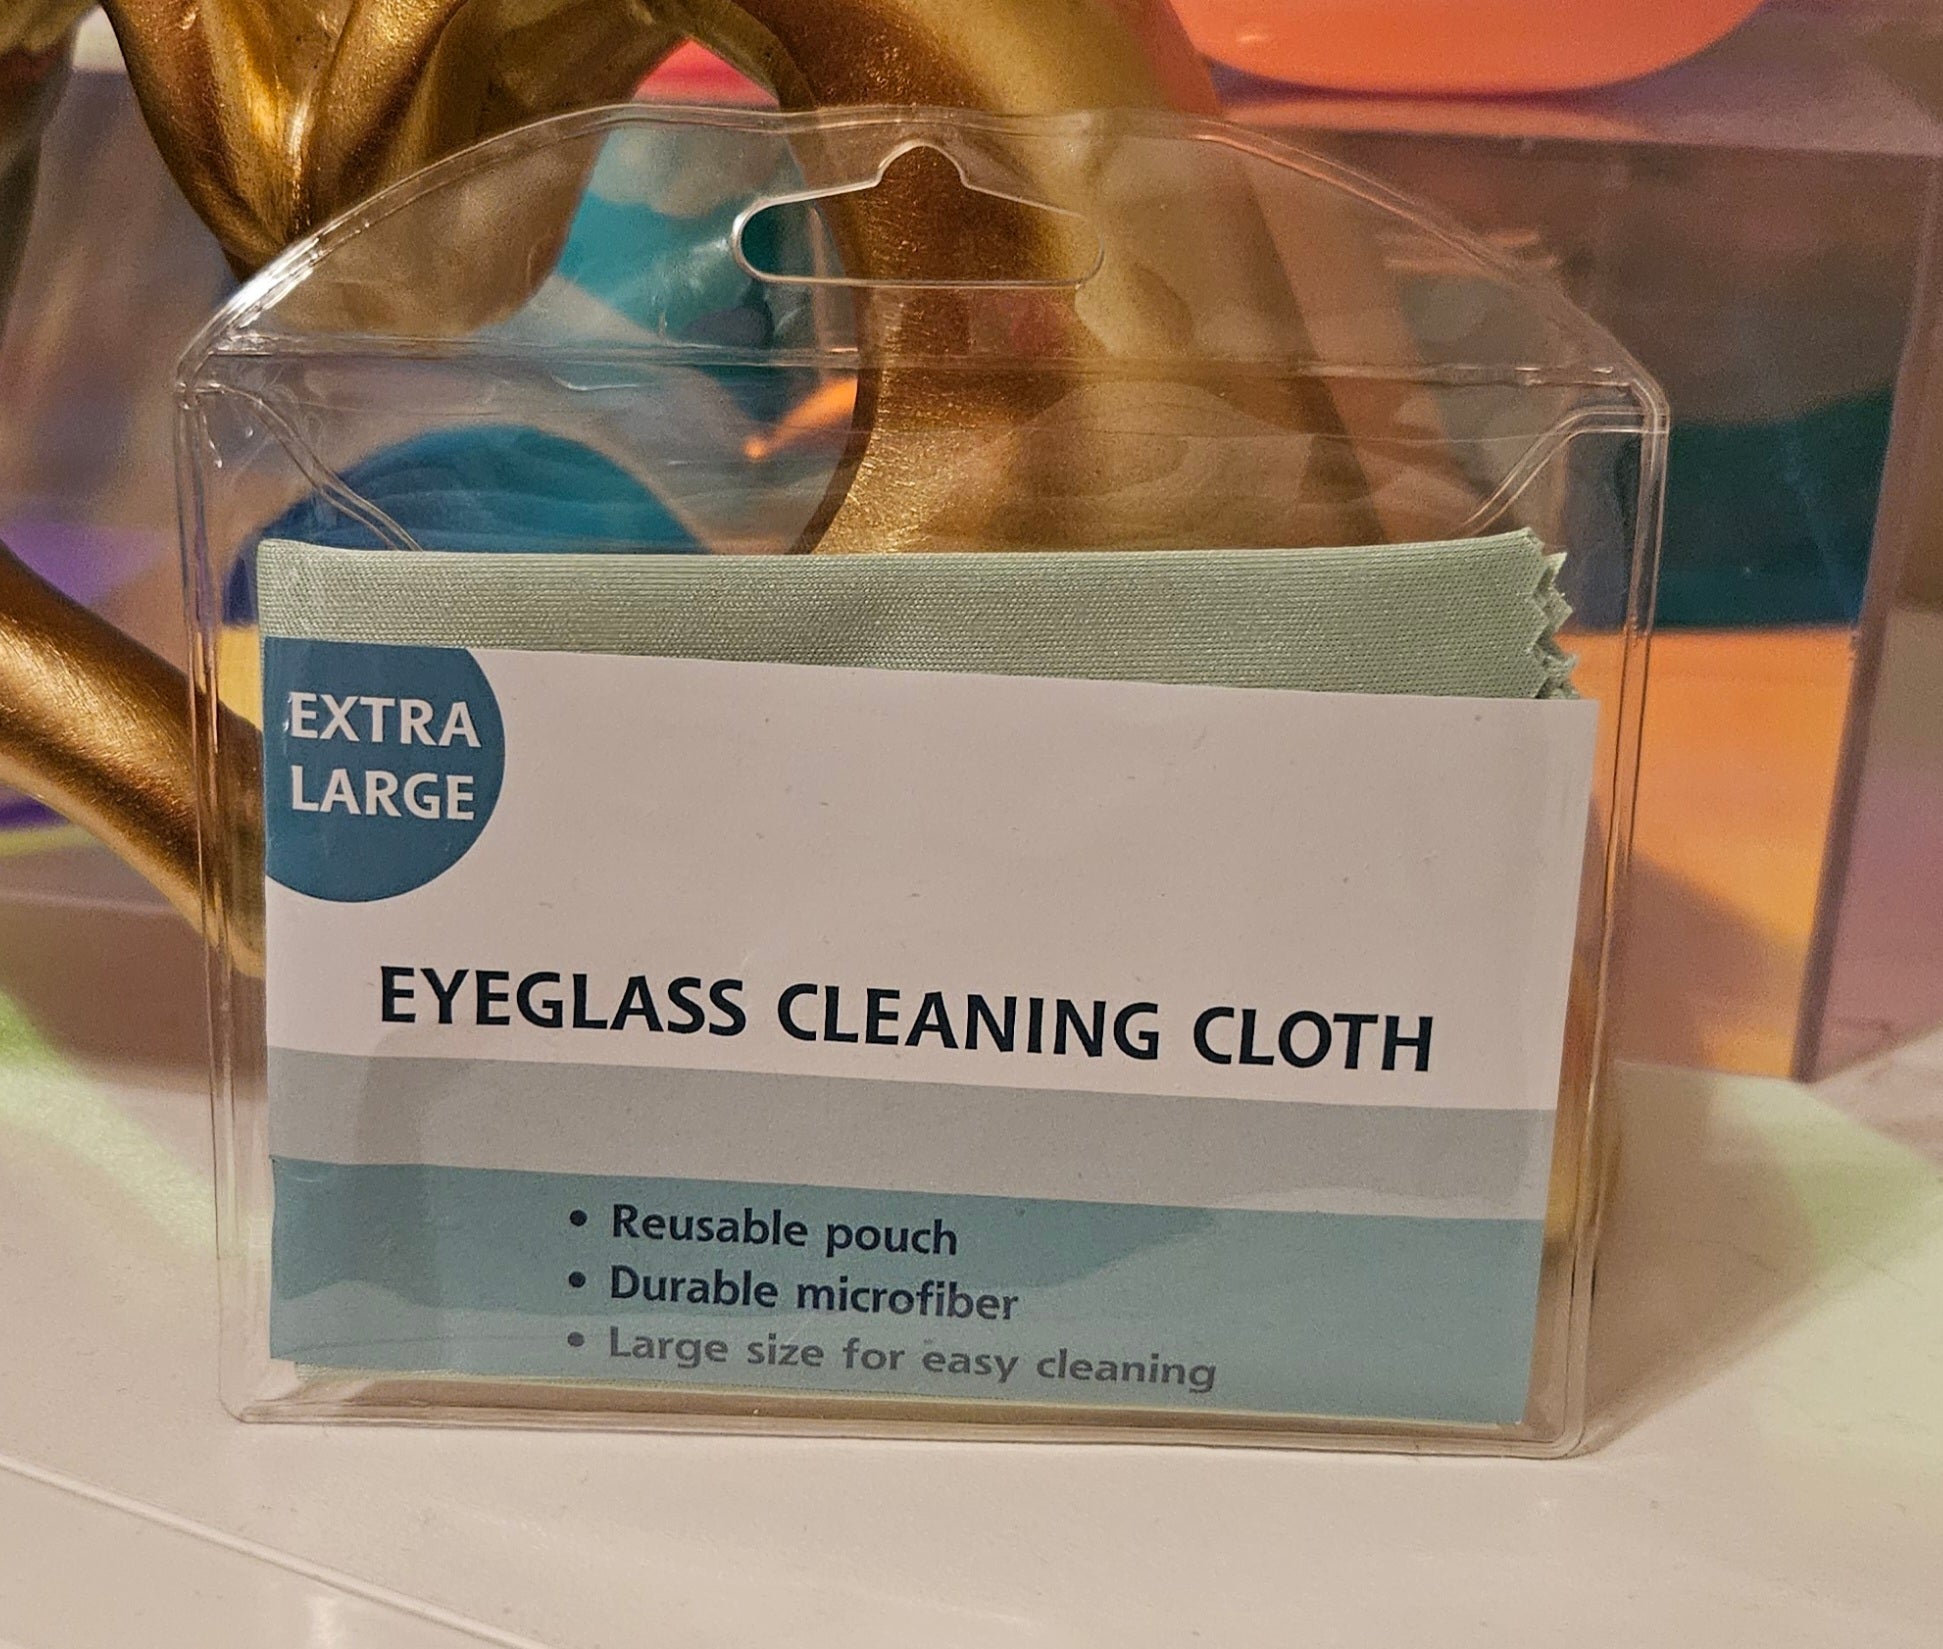 EXTRA
LARGE
EYEGLASS CLEANING CLOTH
• Reusable pouch
• Durable microfiber
• Large size for easy cleaning